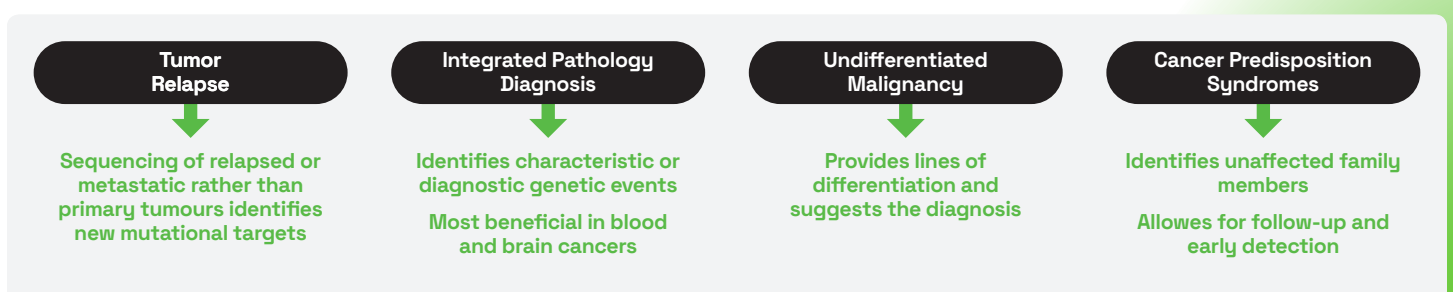 Tumor
Relapse
Sequencing of relapsed or
metastatic rather than
primary tumours identifies
new mutational targets
Integrated Pathology
Diagnosis
Identifies characteristic or
diagnostic genetic events
Most beneficial in blood
and brain cancers
Undifferentiated
Malignancy
Provides lines of
differentiation and
suggests the diagnosis
Cancer Predisposition
Syndromes
Identifies unaffected family
members
Allowes for follow-up and
early detection